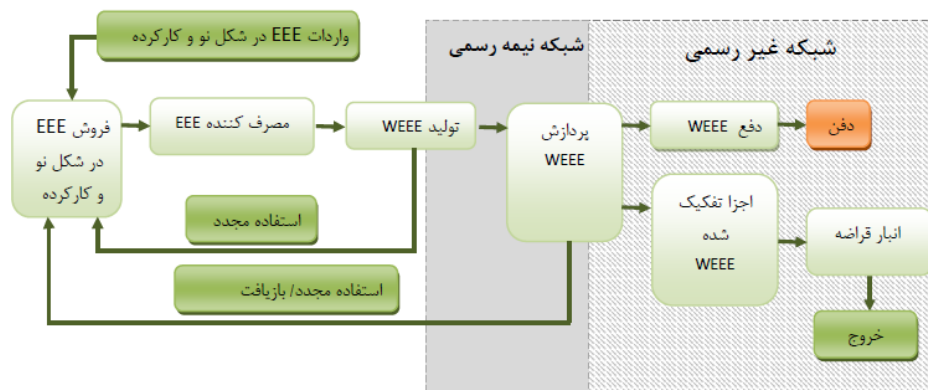 واردات EEE در شکل نو و کارکرده
شبکه نیمه رسمی
شبکه غیر رسمی
فروش EEE
در شکل نو
و کارکرده
مصرف کننده EEE
تولید WEEE
پردازش
WEEE
دفع WEEE
دفن
اجزا تفکیک
شده
WEEE
انبار قراضه
استفاده مجدد
استفاده مجدد/ بازیافت
خروج